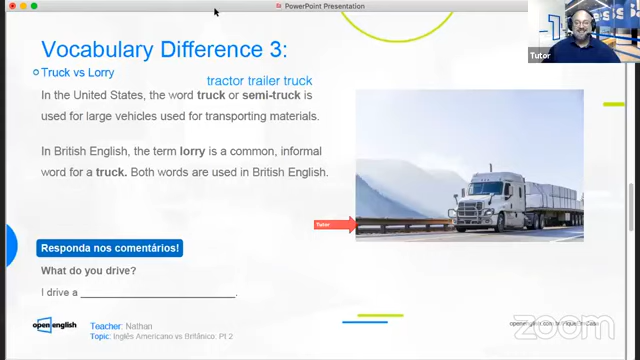 PowerPoint Presentation
Tutor
Vocabulary Difference 3:
Truck vs Lorry
tractor trailer truck
In the United States, the word truck or semi-truck is
used for large vehicles used for transporting materials.
In British English, the term lorry is a common, informal
word for a truck. Both words are used in British English.
Tutor
Responda nos comentários!
What do you drive?
I drive a ________________________.
open english
Teacher: Nathan
Topic: Inglês Americano vs Britânico. Pt 2
zoom